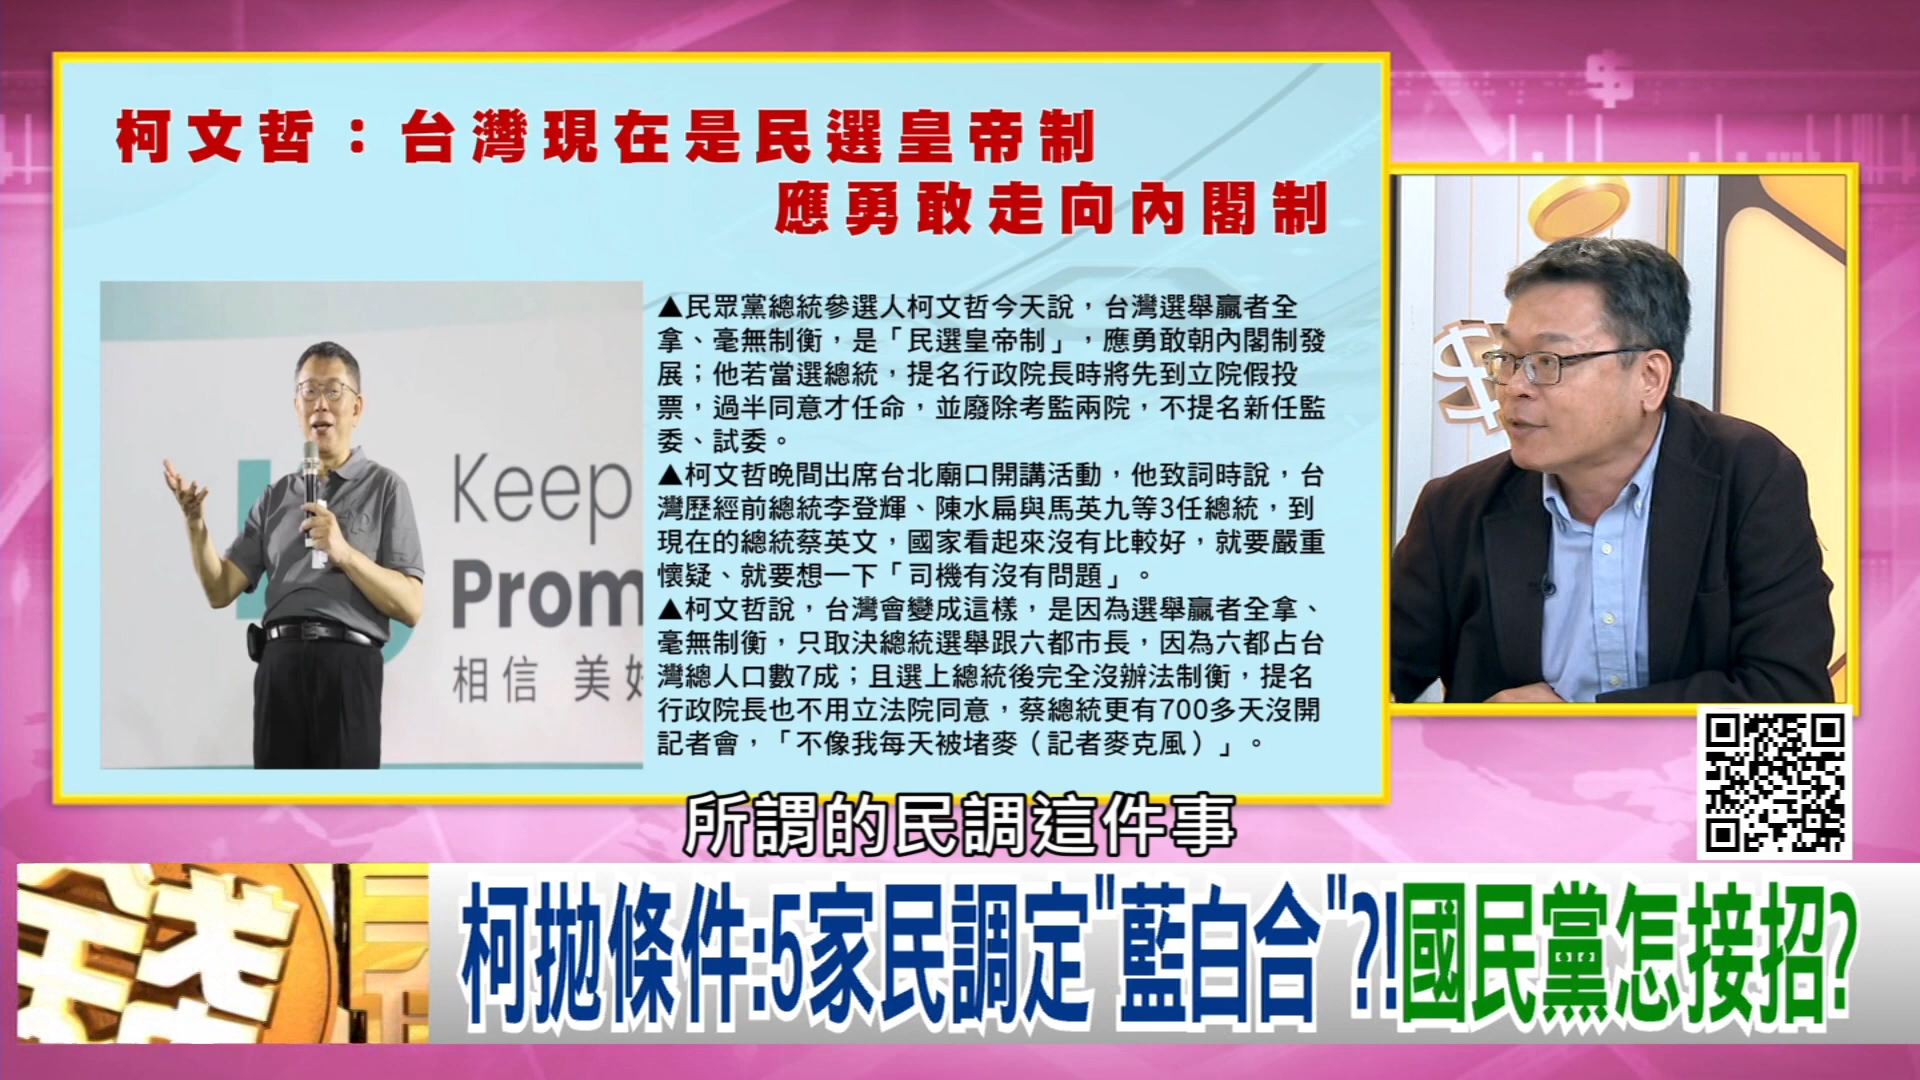 柯文哲：台灣現在是民選皇帝制
應勇敢走向內閣制
▲民眾黨總統參選人柯文哲今天說，台灣選舉贏者全
拿、毫無制衡，是「民選皇帝制」，應勇敢朝內閣制發
展；他若當選總統，提名行政院長時將先到立院假投
票，過半同意才任命，並廢除考監兩院，不提名新任監
委、試委。
▲柯文哲晚間出席台北廟口開講活動，他致詞時說，台
灣歷經前總統李登輝、陳水扁與馬英九等3任總統，到
現在的總統蔡英文，國家看起來沒有比較好，就要嚴重
懷疑、就要想一下「司機有沒有問題」。
▲柯文哲說，台灣會變成這樣，是因為選舉贏者全拿、
毫無制衡，只取決總統選舉跟六都市長，因為六都占台
灣總人口數7成；且選上總統後完全沒辦法制衡，提名
行政院長也不用立法院同意，蔡總統更有700多天沒開
記者會，「不像我每天被堵麥（記者麥克風）」。
Keep
Prom
相信 美好
所謂的民調這件事
柯拋條件:5家民調定"藍白合"?!國民黨怎接招?